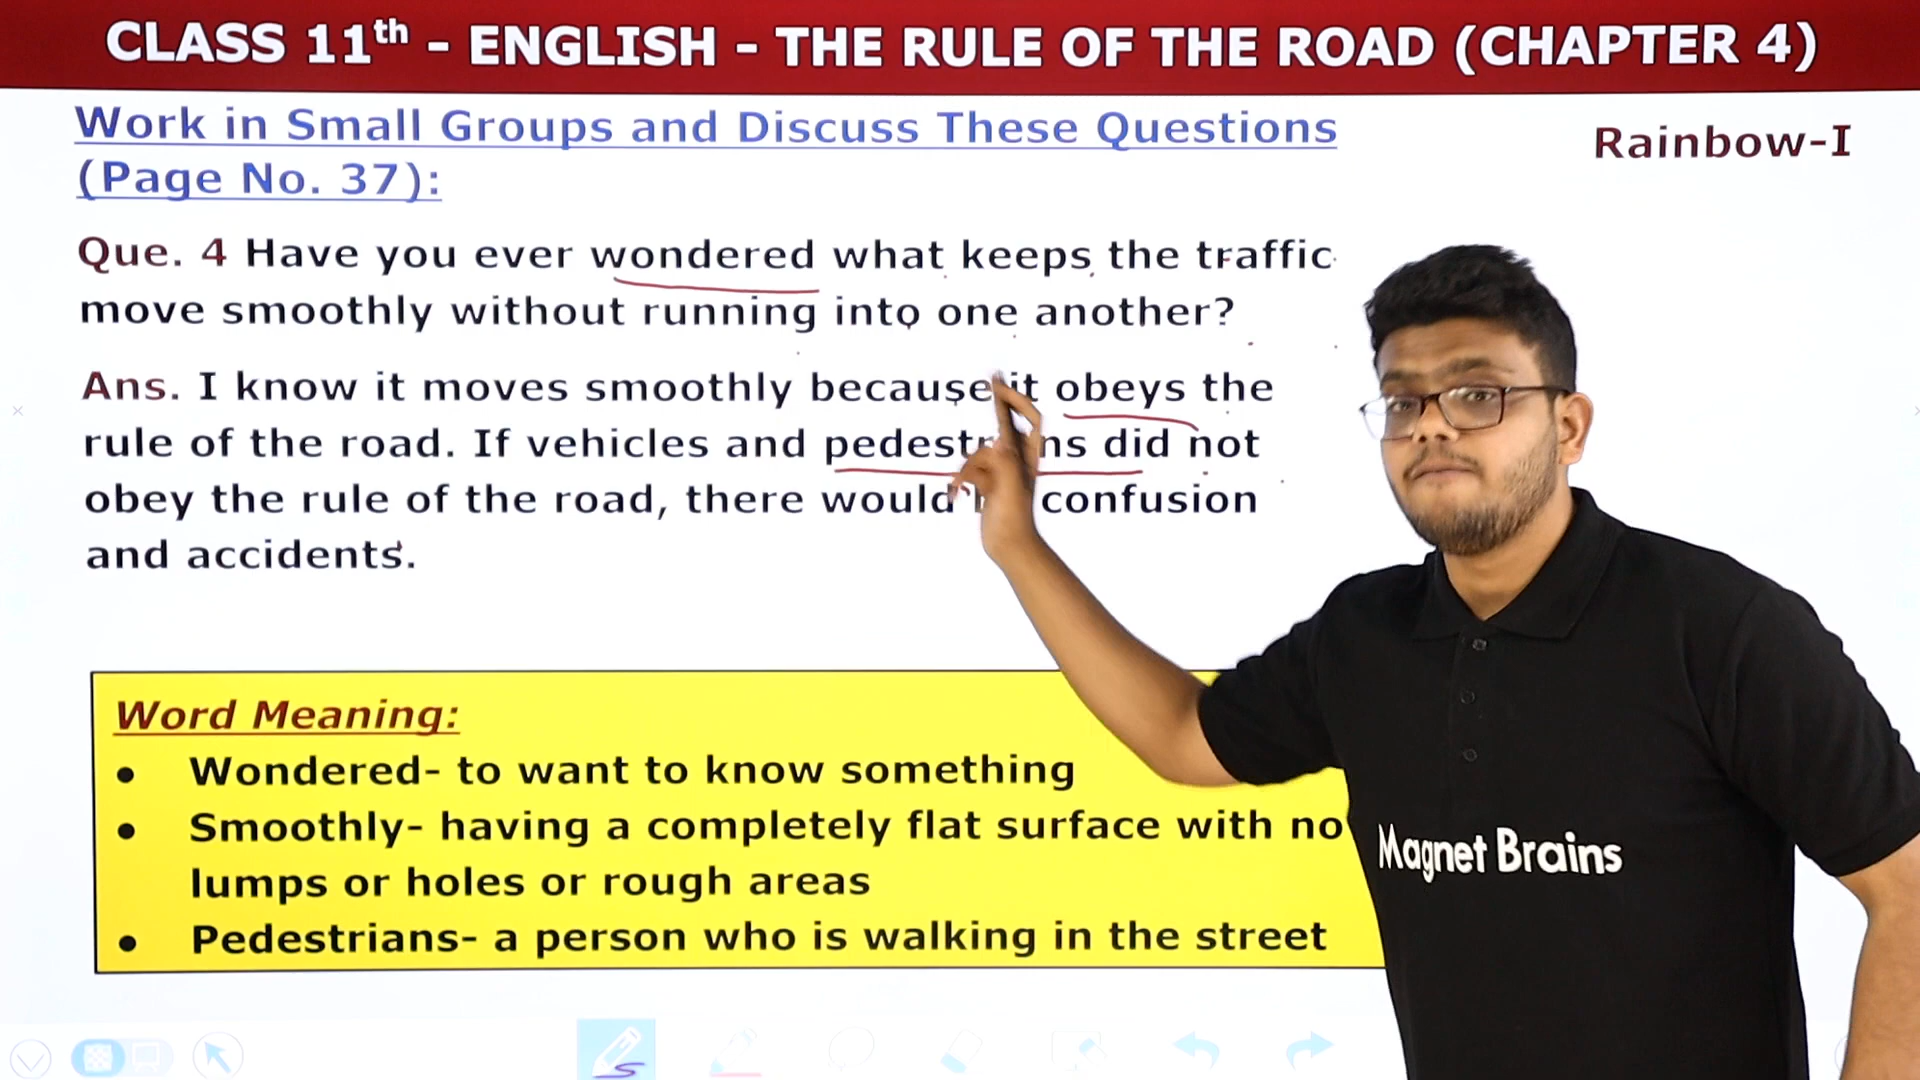 CLASS 11th - ENGLISH - THE RULE OF THE ROAD (CHAPTER 4)
Work in Small Groups and Discuss These Questions
(Page No. 37):
Rainbow-I
Que. 4 Have you ever wondered what keeps the traffic
move smoothly without running into one another?
Ans. I know it moves smoothly because it obeys the
rule of the road. If vehicles and did not
obey the rule of the road, there would confusion
and accidents.
Word Meaning:
• Wondered- to want to know something
• Smoothly- having a completely flat surface with no
lumps or holes or rough areas
• Pedestrians- a person who is walking in the street
Magnet Brains